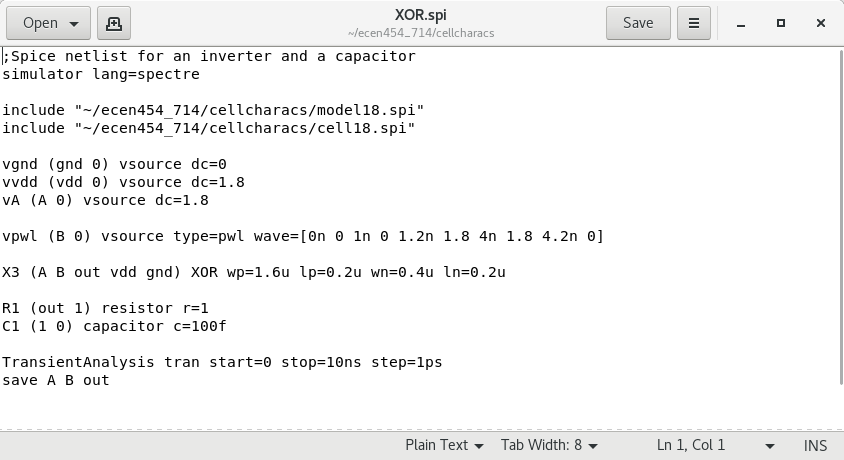 Open
XOR.spi
~/ecen454_714/cellcharacs
Save
;Spice netlist for an inverter and a capacitor
simulator lang=spectre
include "~/ecen454_714/cellcharacs/model18.spi"
include "~/ecen454_714/cellcharacs/cell18.spi"
vgnd (gnd 0) vsource dc=0
vvdd (vdd 0) vsource dc=1.8
vA (A 0) vsource dc=1.8
vpwl (B 0) vsource type=pwl wave=[0n 0 1n 0 1.2n 1.8 4n 1.8 4.2n 0]
X3 (A B out vdd gnd) XOR wp=1.6u lp=0.2u wn=0.4u ln=0.2u
R1 (out 1) resistor r=1
C1 (1 0) capacitor c=100f
TransientAnalysis tran start=0 stop=10ns step=1ps
save A B out
Plain Text Tab Width: 8 Ln 1, Col 1 INS